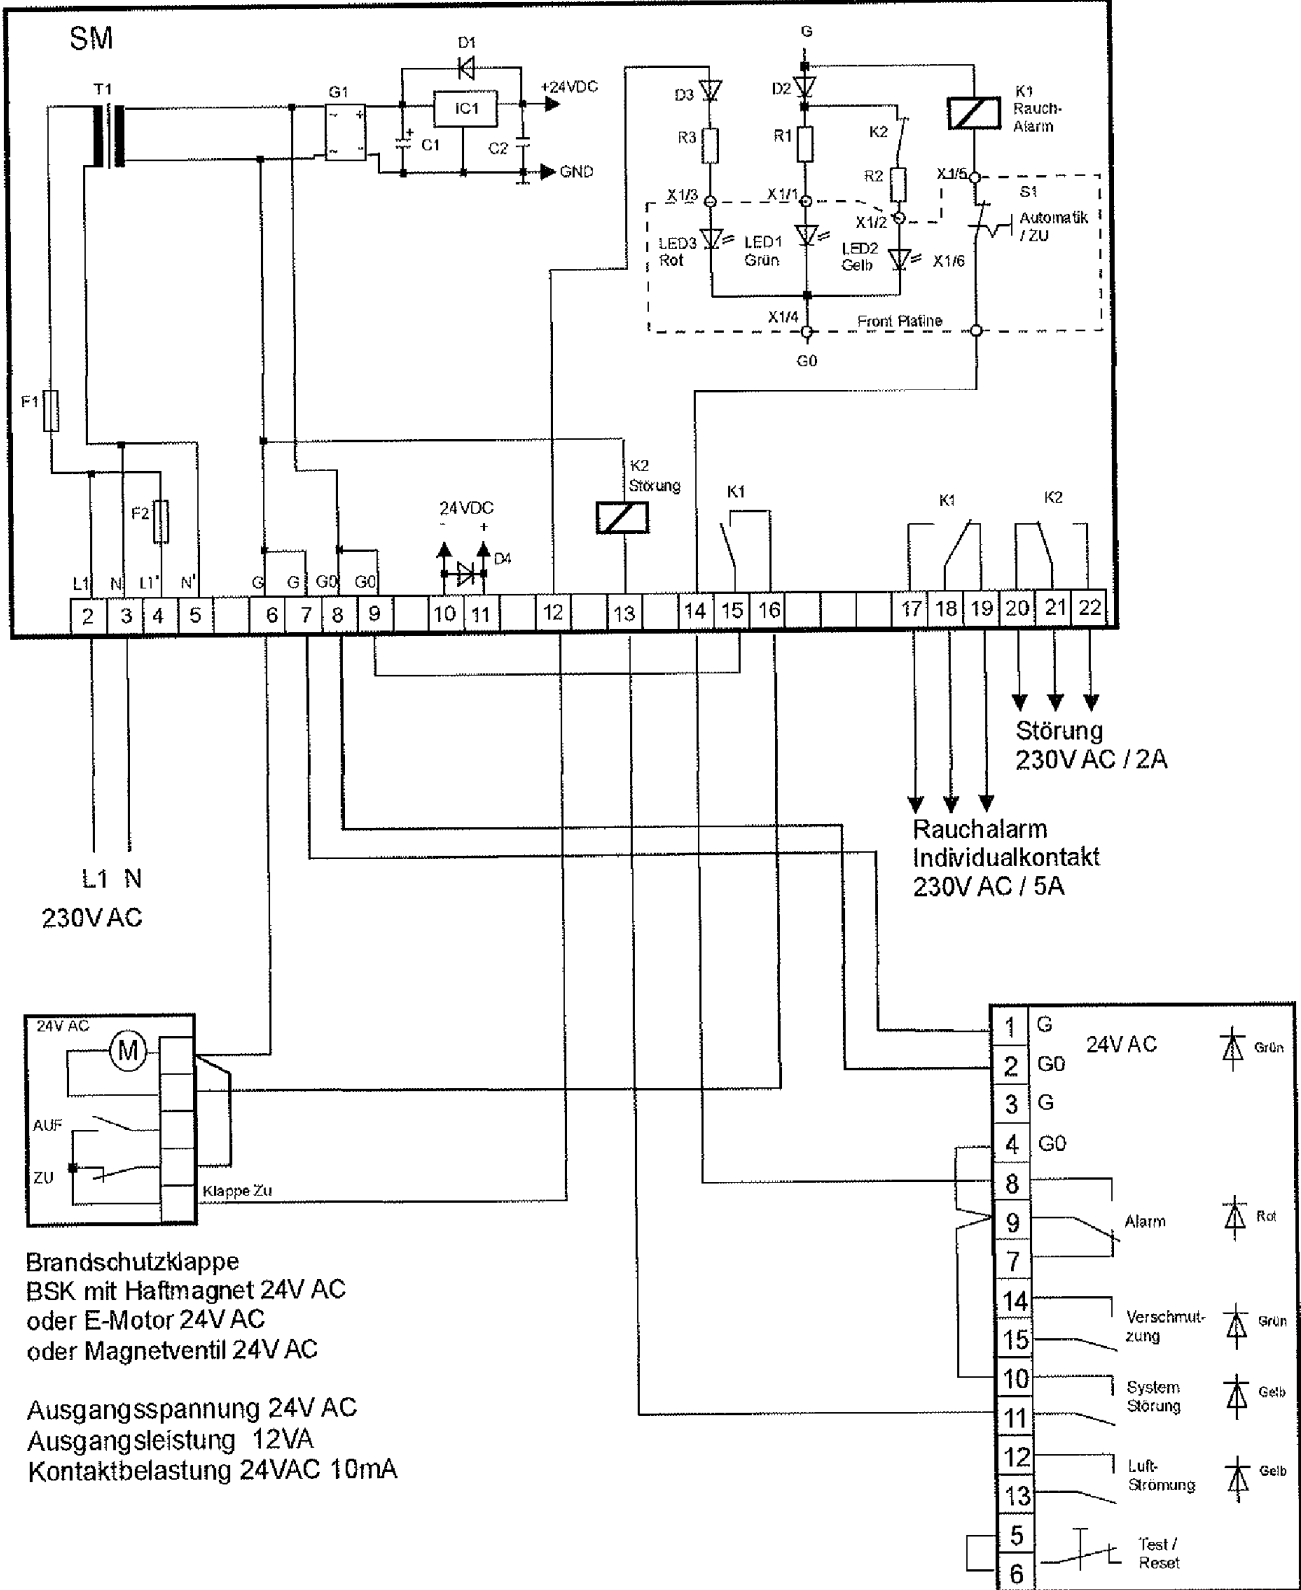 SM
T1
G1
D1
IC1
+24VDC
C1
C2
GND
~ +
~ -
+
G
D3
D2
K1
Rauch-
Alarm
R3
R1
K2
R2
X1/3
X1/1
X1/2
X1/5
S1
Automatik
/ ZU
LED3
Rot
LED1
Grün
LED2
Gelb
X1/6
X1/4
Front Platine
G0
F1
F2
K2
Störung
24VDC
- +
D4
K1
K1
K2
L1 N L1' N' G G G0 G0
2 3 4 5 6 7 8 9 10 11 12 13 14 15 16 17 18 19 20 21 22
Störung
230V AC / 2A
Rauchalarm
Individualkontakt
230V AC / 5A
L1 N
230V AC
24V AC
M
AUF
ZU
Klappe Zu
Brandschutzklappe
BSK mit Haftmagnet 24V AC
oder E-Motor 24V AC
oder Magnetventil 24V AC
Ausgangsspannung 24V AC
Ausgangsleistung 12VA
Kontaktbelastung 24VAC 10mA
1 G
24V AC
Grün
2 G0
3 G
4 G0
8
9
Alarm
Rot
7
14
Verschmut-
zung
Grün
15
10
System
Störung
Gelb
11
12
Luft-
Strömung
Gelb
13
5
Test /
Reset
6